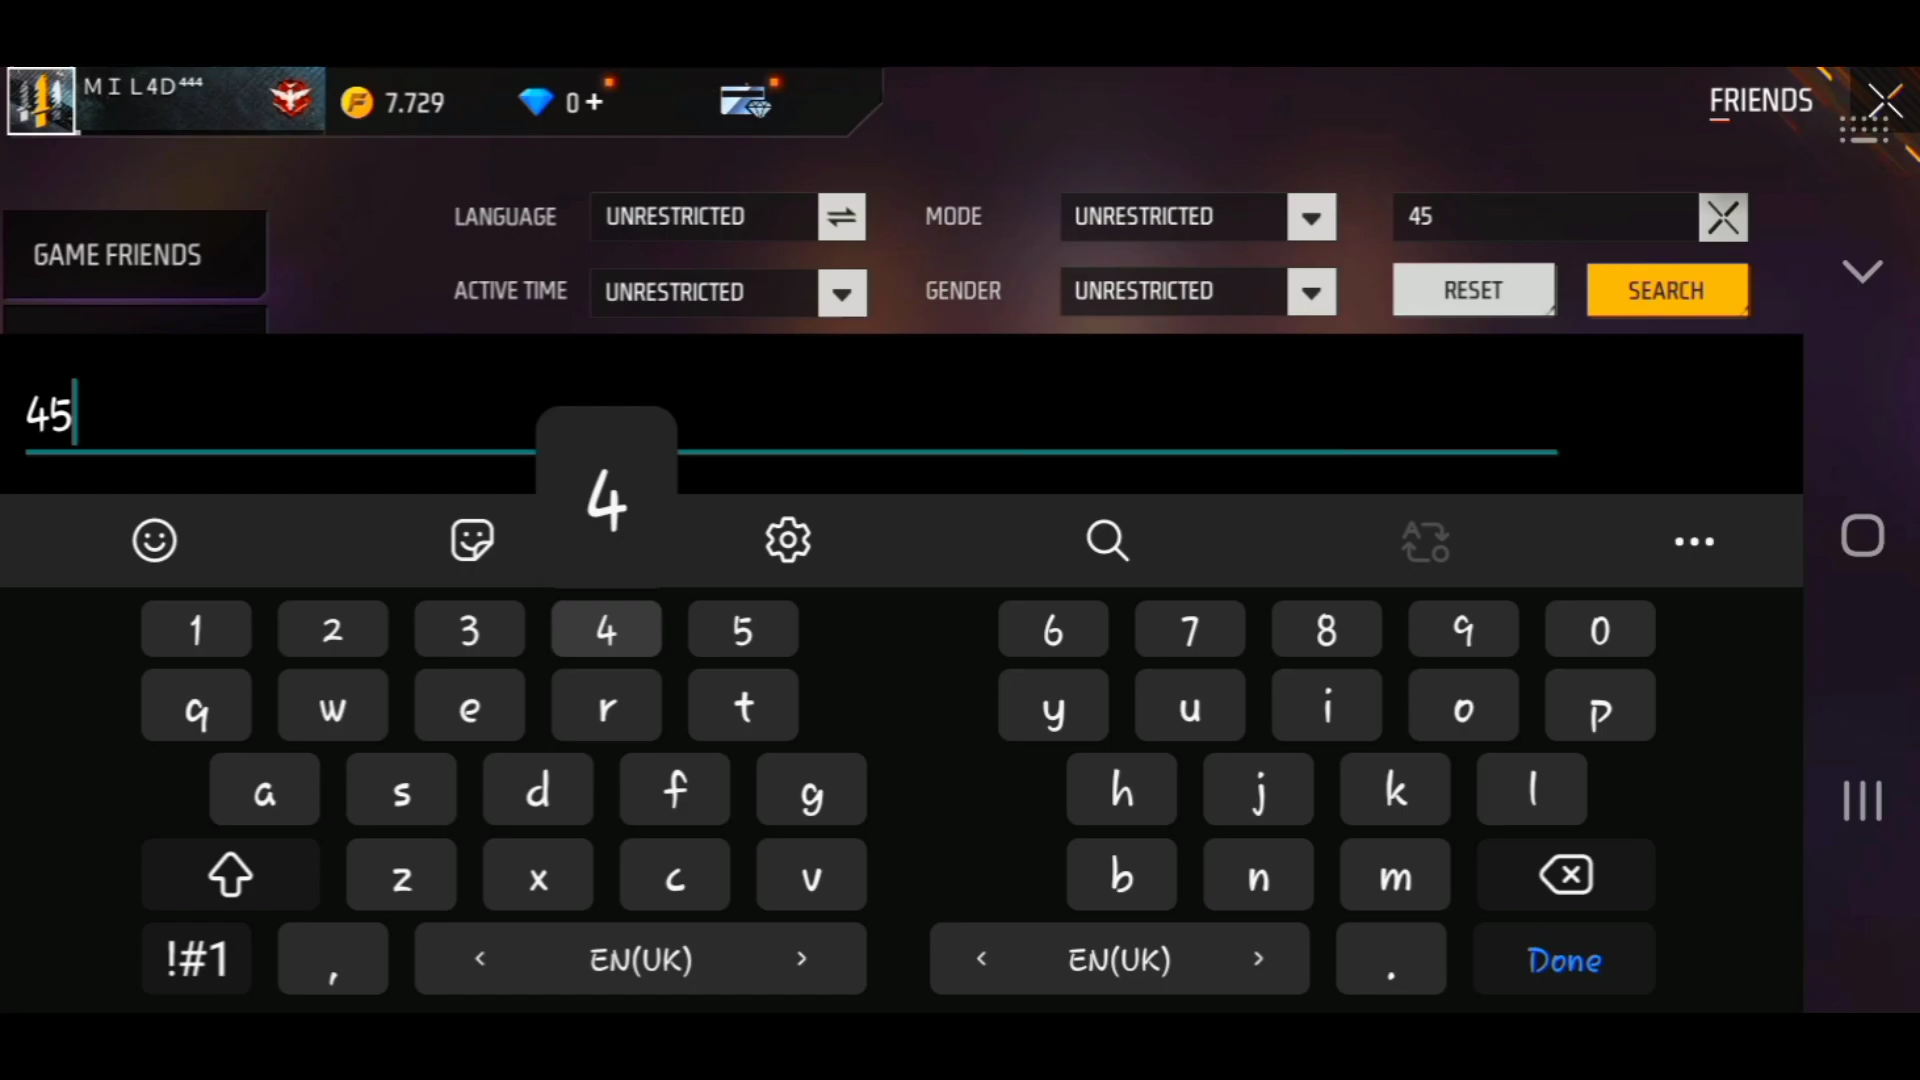 M I L4D⁴⁴⁴
7.729
0 +
FRIENDS
LANGUAGE UNRESTRICTED MODE UNRESTRICTED 45
GAME FRIENDS
ACTIVE TIME UNRESTRICTED GENDER UNRESTRICTED RESET SEARCH
45
4
1 2 3 4 5 6 7 8 9 0
q w e r t y u i o p
a s d f g h j k l
z x c v b n m
!#1 , < EN(UK) > < EN(UK) > . Done